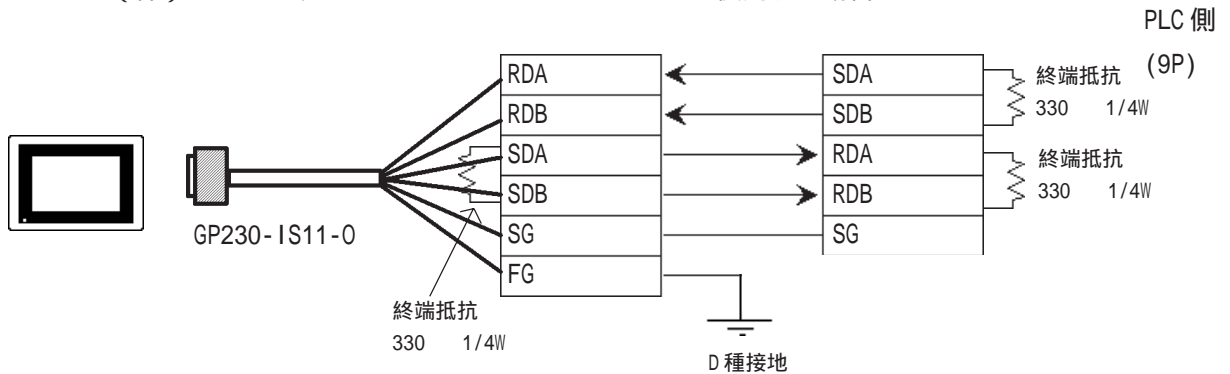 PLC 側
(9P)
RDA
RDB
SDA
SDB
SG
FG
SDA
SDB
RDA
RDB
SG
終端抵抗
330 1/4W
終端抵抗
330 1/4W
GP230-IS11-O
終端抵抗
330 1/4W
D種接地